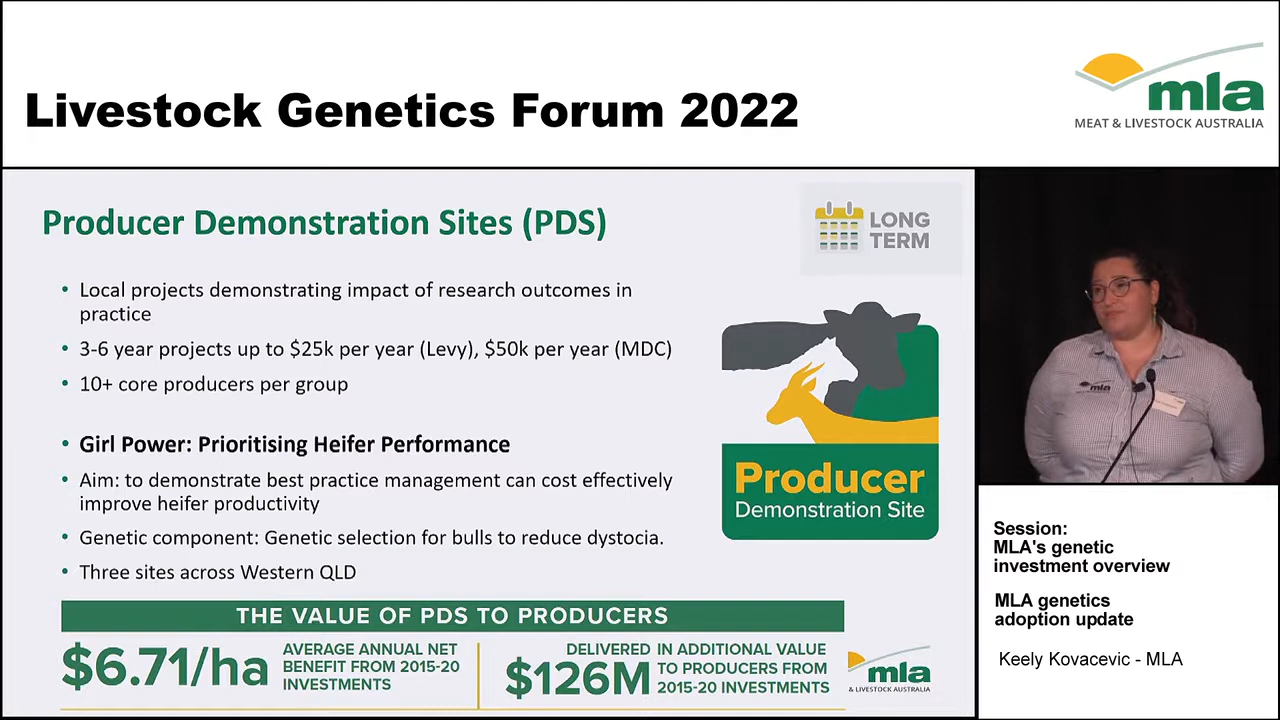 Livestock Genetics Forum 2022
mla
MEAT & LIVESTOCK AUSTRALIA
Producer Demonstration Sites (PDS)
LONG
TERM
• Local projects demonstrating impact of research outcomes in
practice
• 3-6 year projects up to $25k per year (Levy), $50k per year (MDC)
• 10+ core producers per group
• Girl Power: Prioritising Heifer Performance
• Aim: to demonstrate best practice management can cost effectively
improve heifer productivity
• Genetic component: Genetic selection for bulls to reduce dystocia.
• Three sites across Western QLD
Producer
Demonstration Site
THE VALUE OF PDS TO PRODUCERS
$6.71/ha
AVERAGE ANNUAL NET
BENEFIT FROM 2015-20
INVESTMENTS
$126M
DELIVERED IN ADDITIONAL VALUE
TO PRODUCERS FROM
2015-20 INVESTMENTS
mla
& LIVESTOCK AUSTRALIA
mla
Session:
MLA's genetic
investment overview
MLA genetics
adoption update
Keely Kovacevic - MLA